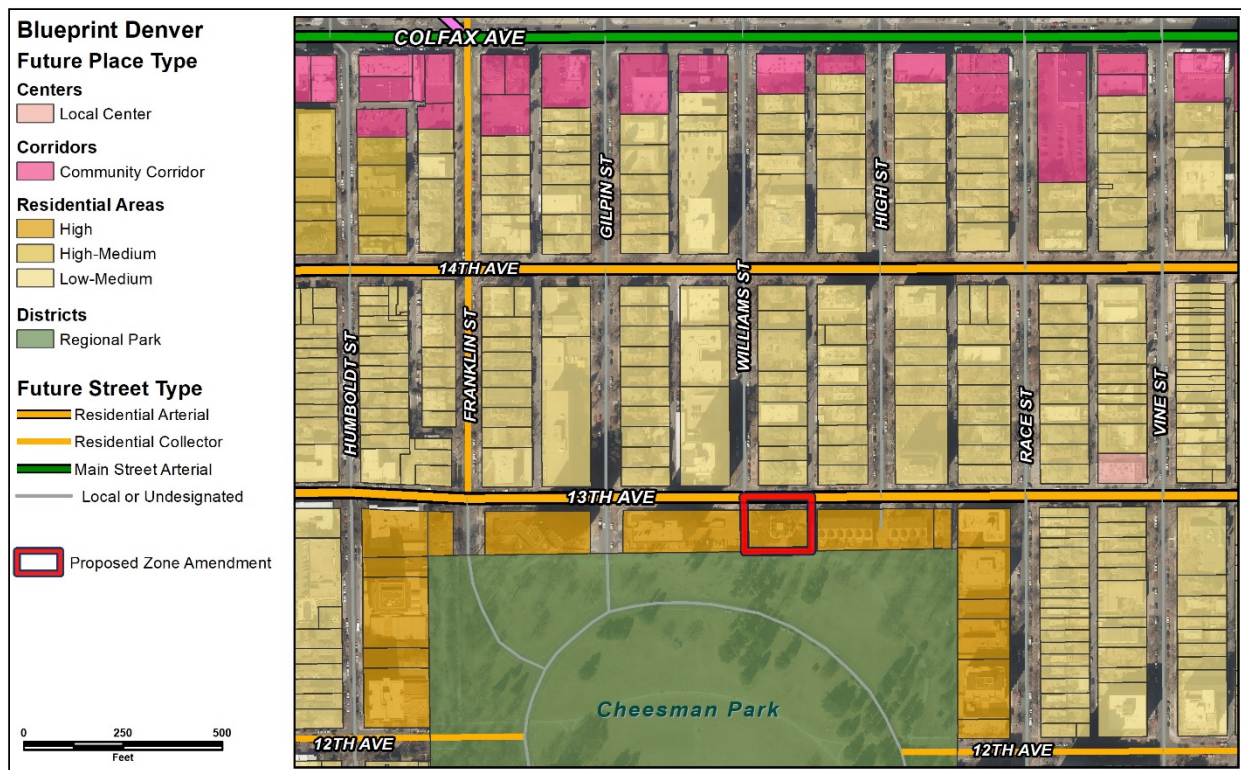 Blueprint Denver
Future Place Type
Centers
Local Center
Corridors
Community Corridor
Residential Areas
High
High-Medium
Low-Medium
Districts
Regional Park
Future Street Type
Residential Arterial
Residential Collector
Main Street Arterial
Local or Undesignated
Proposed Zone Amendment
0 250 500
Feet
COLFAX AVE
GILPIN ST
HIGH ST
14TH AVE
HUMBOLDT ST
FRANKLIN ST
WILLIAMS ST
RACE ST
VINE ST
13TH AVE
Cheesman Park
12TH AVE
12TH AVE